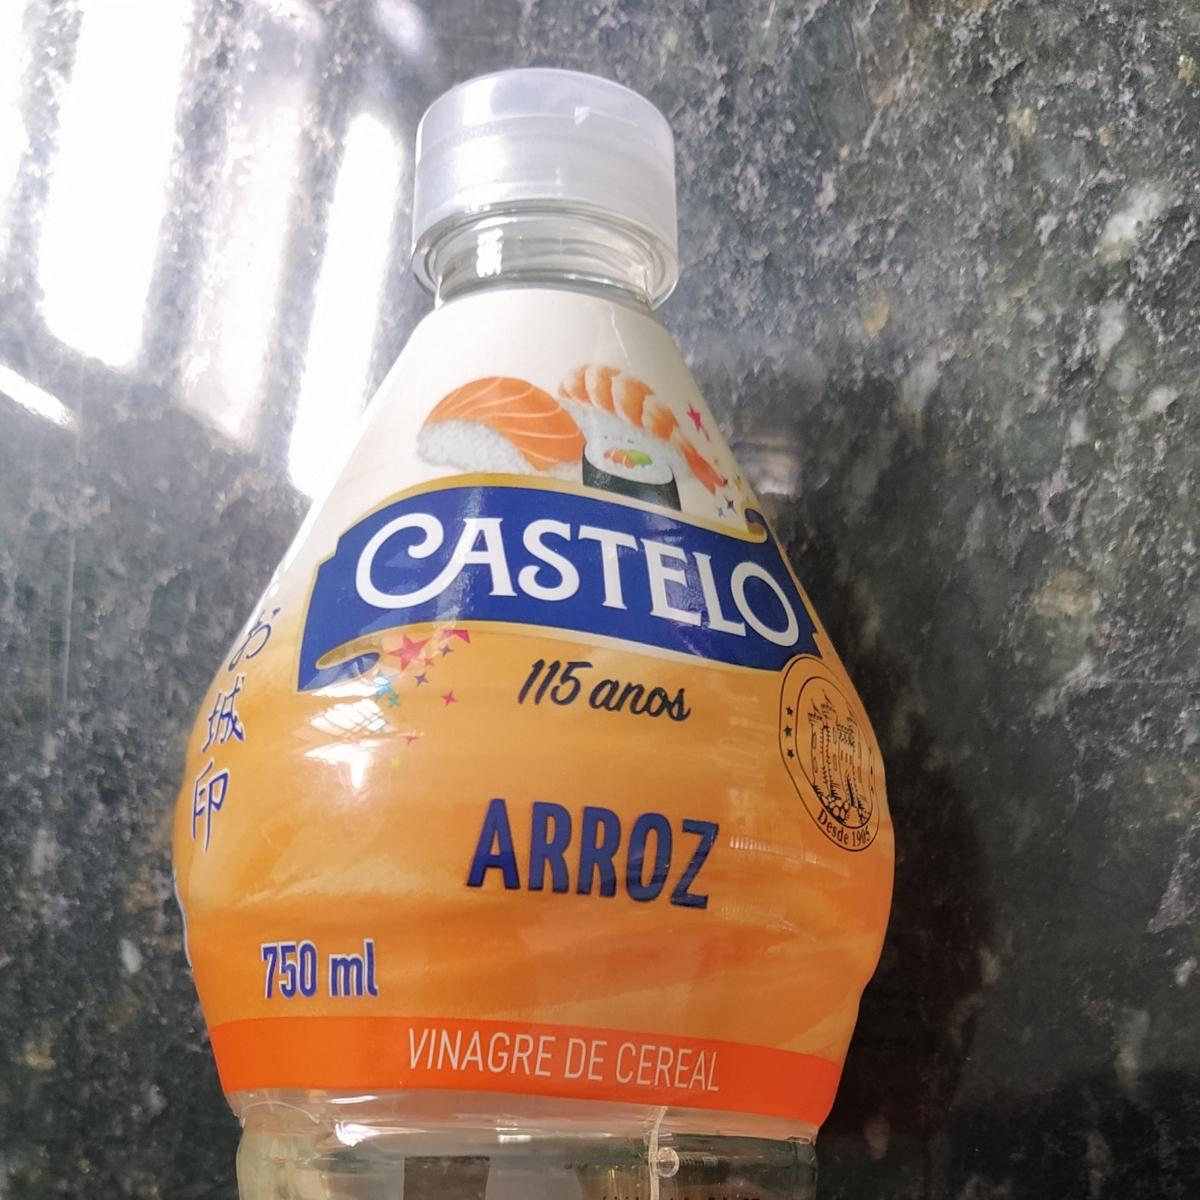 CASTELO
115 anos
お城印
Desde 1905
ARROZ
750 ml
VINAGRE DE CEREAL